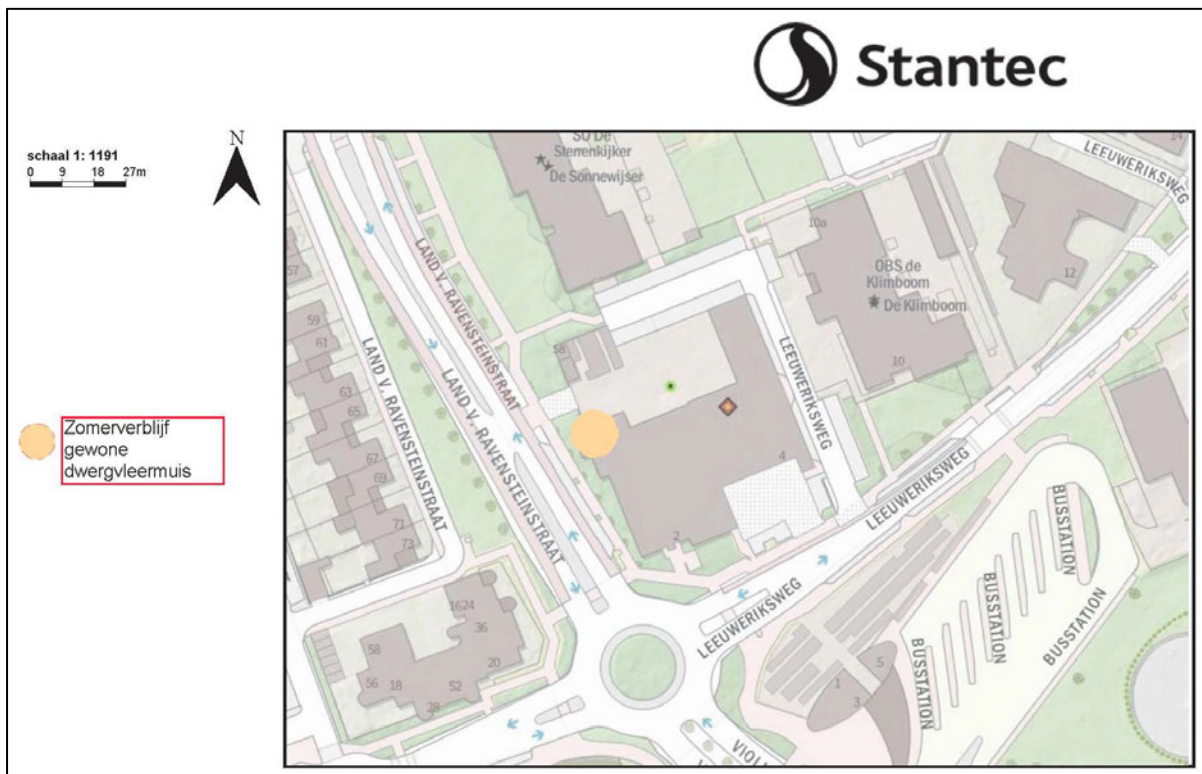 Stantec
N
schaal 1: 1191
0 9 18 27m
Zomerverblijf
gewone
dwergvleermuis
SO De
Sterrenkijker
De Sonnewijser
LEEUWERIKSWEG
14
12
10a
OBS de
Klimboom
De Klimboom
10
57
59
61
63
65
67
69
71
73
LAND V. RAVENSTEINSTRAAT
LAND V. RAVENSTEINSTRAAT
LAND V. RAVENSTEINSTRAAT
58
LEEUWERIKSWEG
4
2
LEEUWERIKSWEG
LEEUWERIKSWEG
BUSSTATION
BUSSTATION
BUSSTATION
BUSSTATION
1624
36
58
56
18
52
20
28
5
1
3